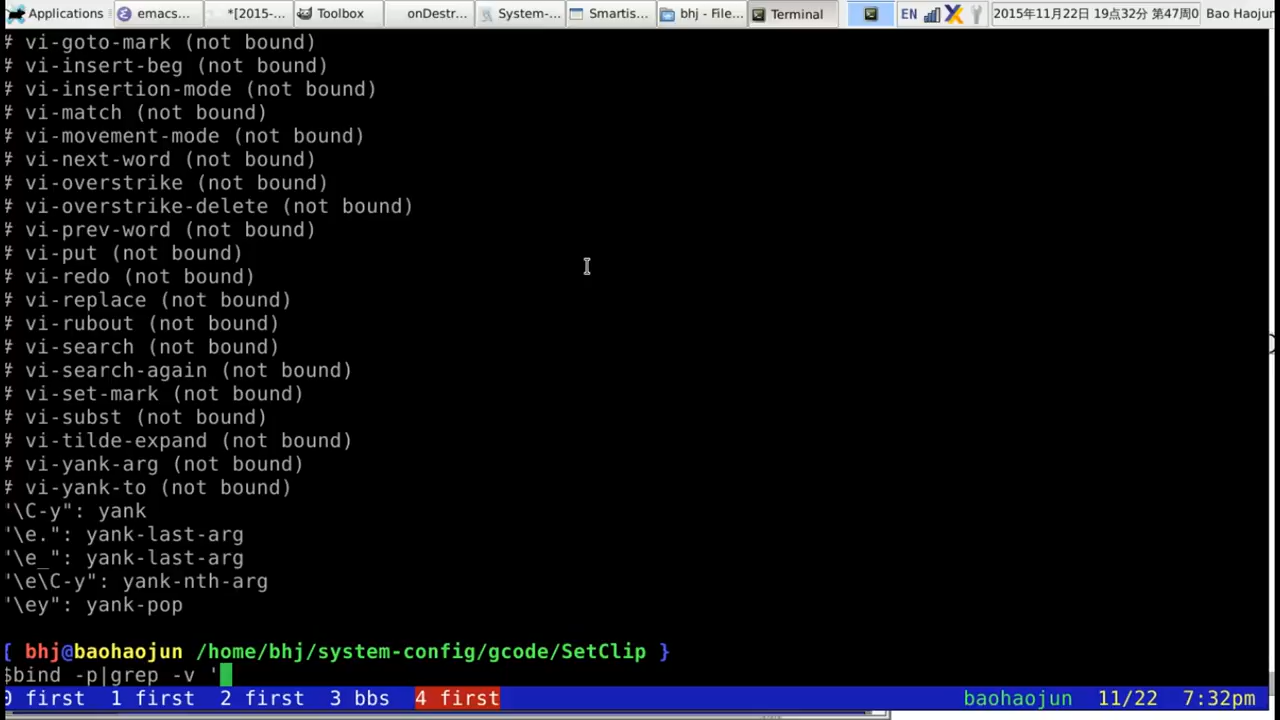 Applications emacs... *[2015-... Toolbox onDestr... System-... Smartis... bhj - File... Terminal EN 2015年11月22日 19点32分 第47周0 Bao Haojun
# vi-goto-mark (not bound)
# vi-insert-beg (not bound)
# vi-insertion-mode (not bound)
# vi-match (not bound)
# vi-movement-mode (not bound)
# vi-next-word (not bound)
# vi-overstrike (not bound)
# vi-overstrike-delete (not bound)
# vi-prev-word (not bound)
# vi-put (not bound)
# vi-redo (not bound)
# vi-replace (not bound)
# vi-rubout (not bound)
# vi-search (not bound)
# vi-search-again (not bound)
# vi-set-mark (not bound)
# vi-subst (not bound)
# vi-tilde-expand (not bound)
# vi-yank-arg (not bound)
# vi-yank-to (not bound)
"\C-y": yank
"\e.": yank-last-arg
"\e_": yank-last-arg
"\e\C-y": yank-nth-arg
"\ey": yank-pop
[ bhj@baohaojun /home/bhj/system-config/gcode/SetClip }
$bind -p|grep -v '
0 first 1 first 2 first 3 bbs 4 first baohaojun 11/22 7:32pm